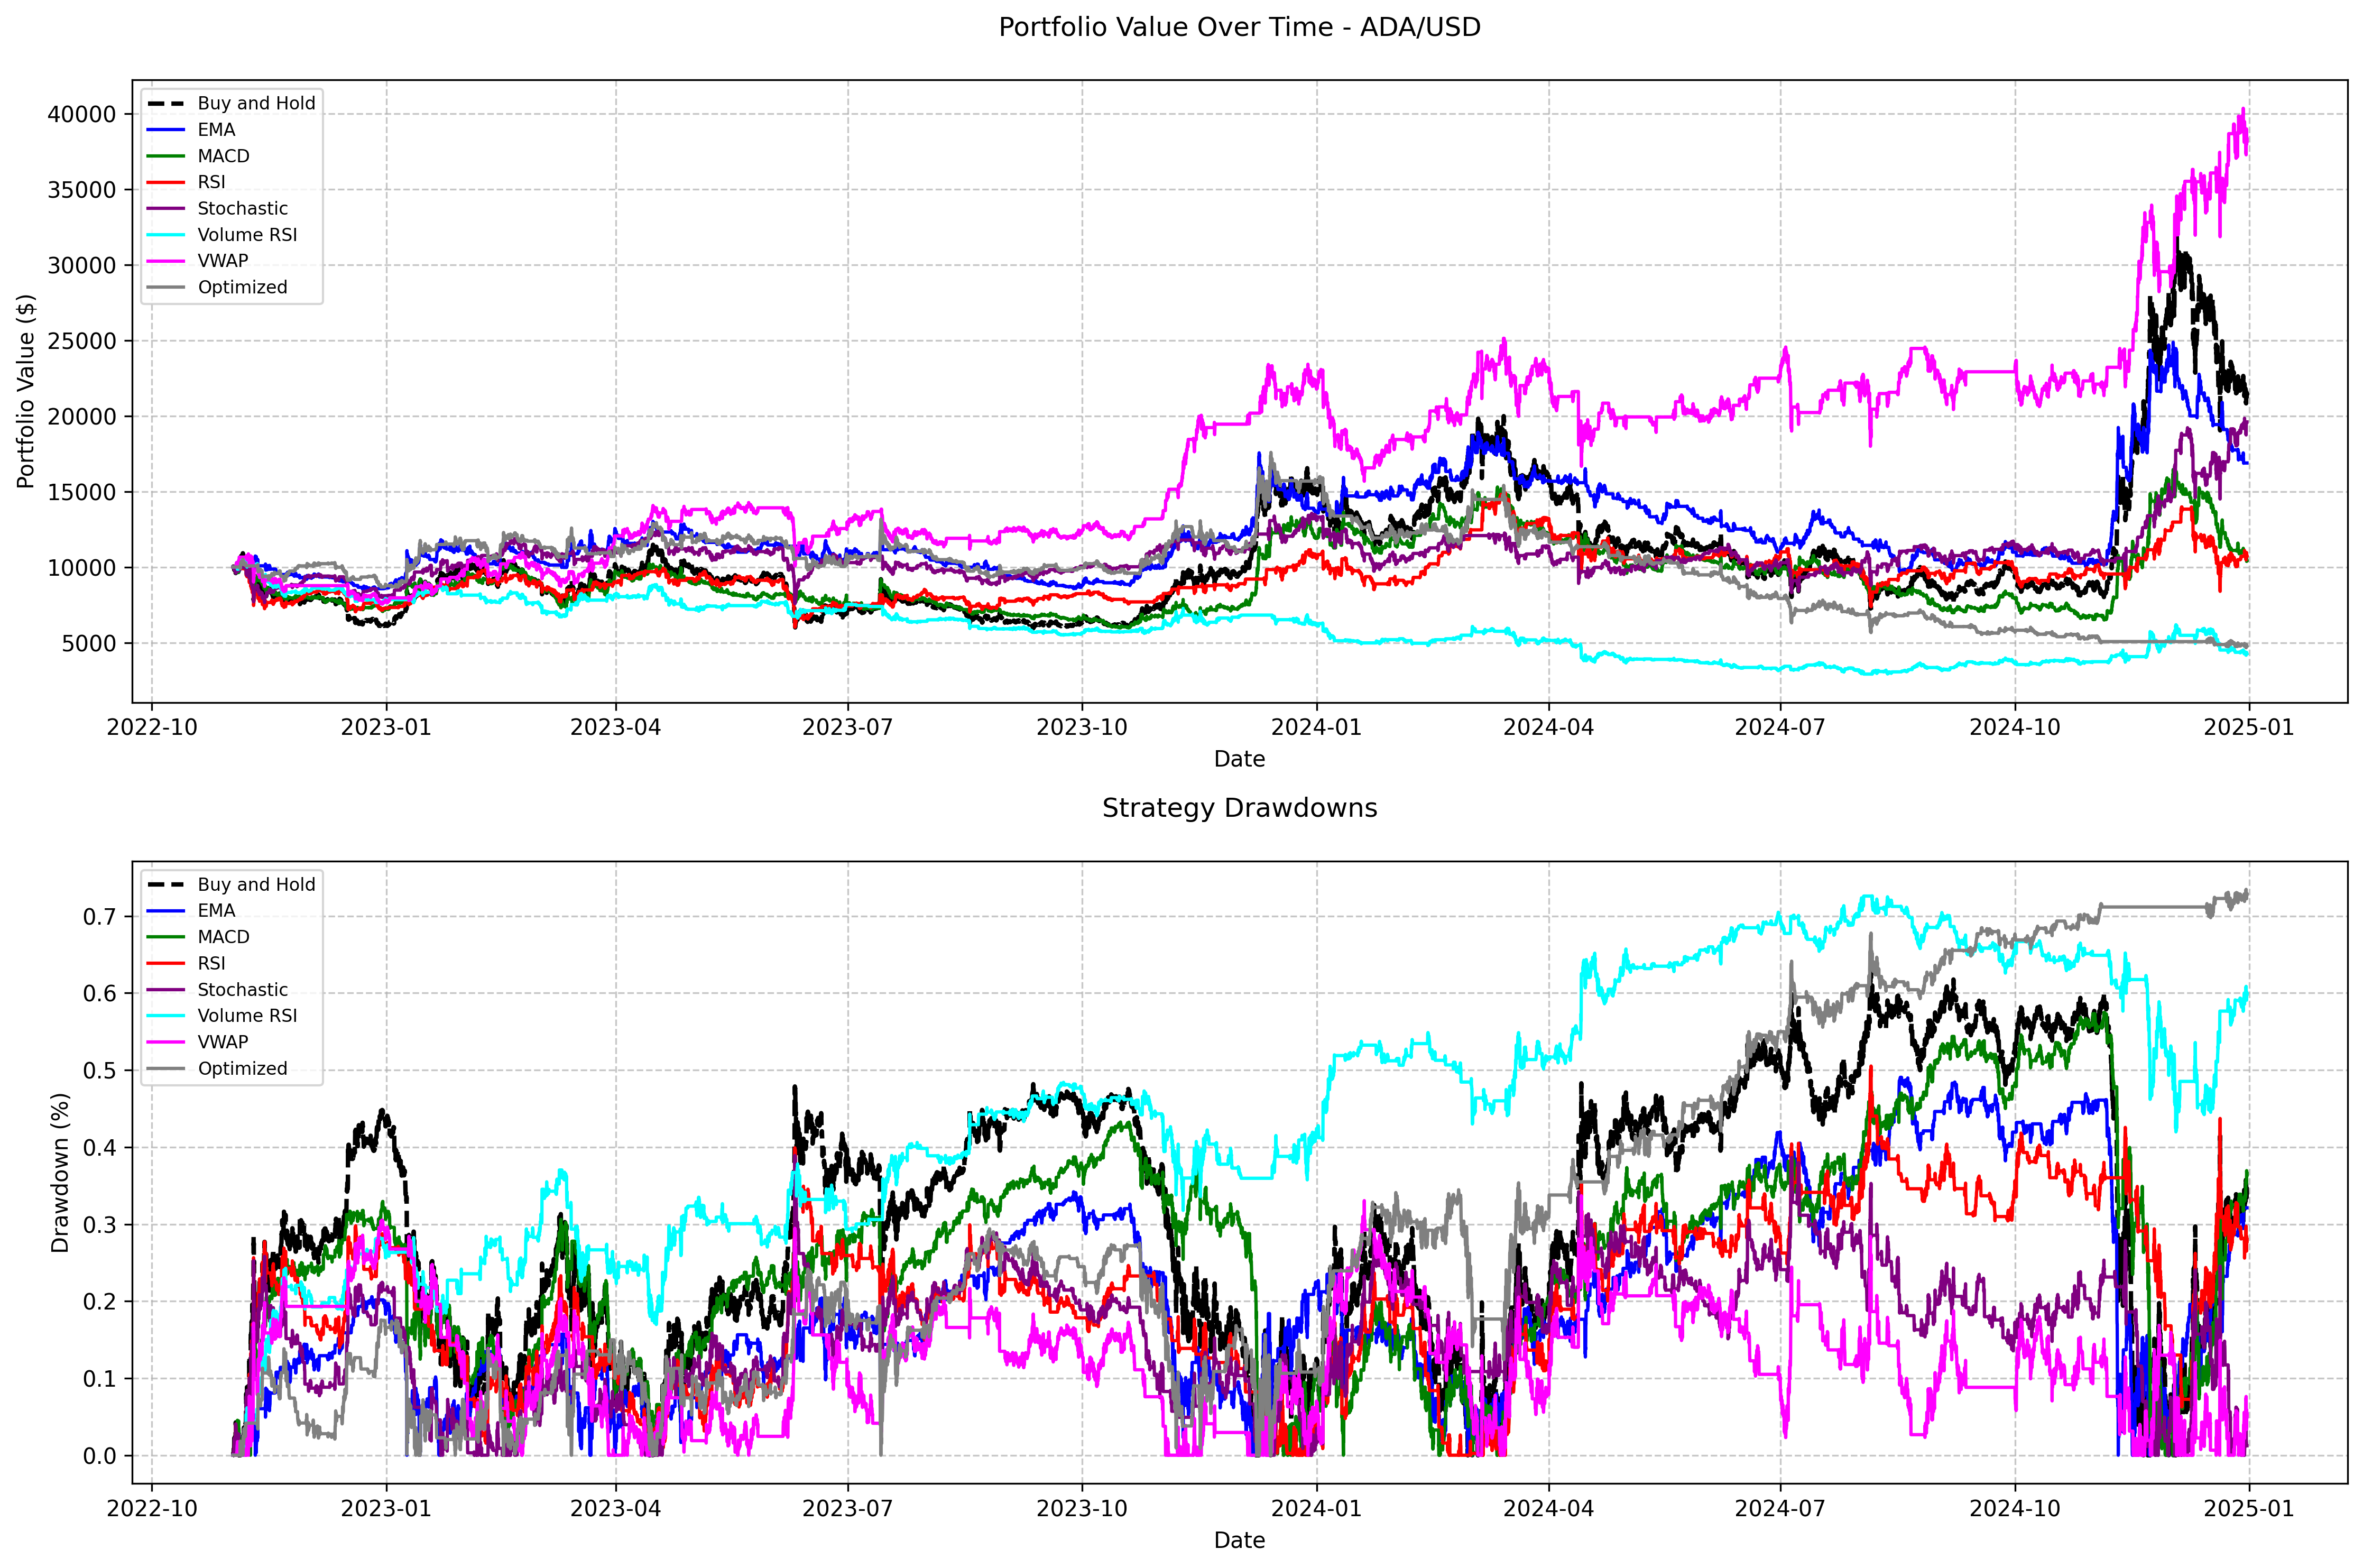 Portfolio Value Over Time - ADA/USD
Portfolio Value ($)
40000
35000
30000
25000
20000
15000
10000
5000
Buy and Hold
EMA
MACD
RSI
Stochastic
Volume RSI
VWAP
Optimized
2022-10 2023-01 2023-04 2023-07 2023-10 2024-01 2024-04 2024-07 2024-10 2025-01
Date
Strategy Drawdowns
Drawdown (%)
0.7
0.6
0.5
0.4
0.3
0.2
0.1
0.0
Buy and Hold
EMA
MACD
RSI
Stochastic
Volume RSI
VWAP
Optimized
2022-10 2023-01 2023-04 2023-07 2023-10 2024-01 2024-04 2024-07 2024-10 2025-01
Date